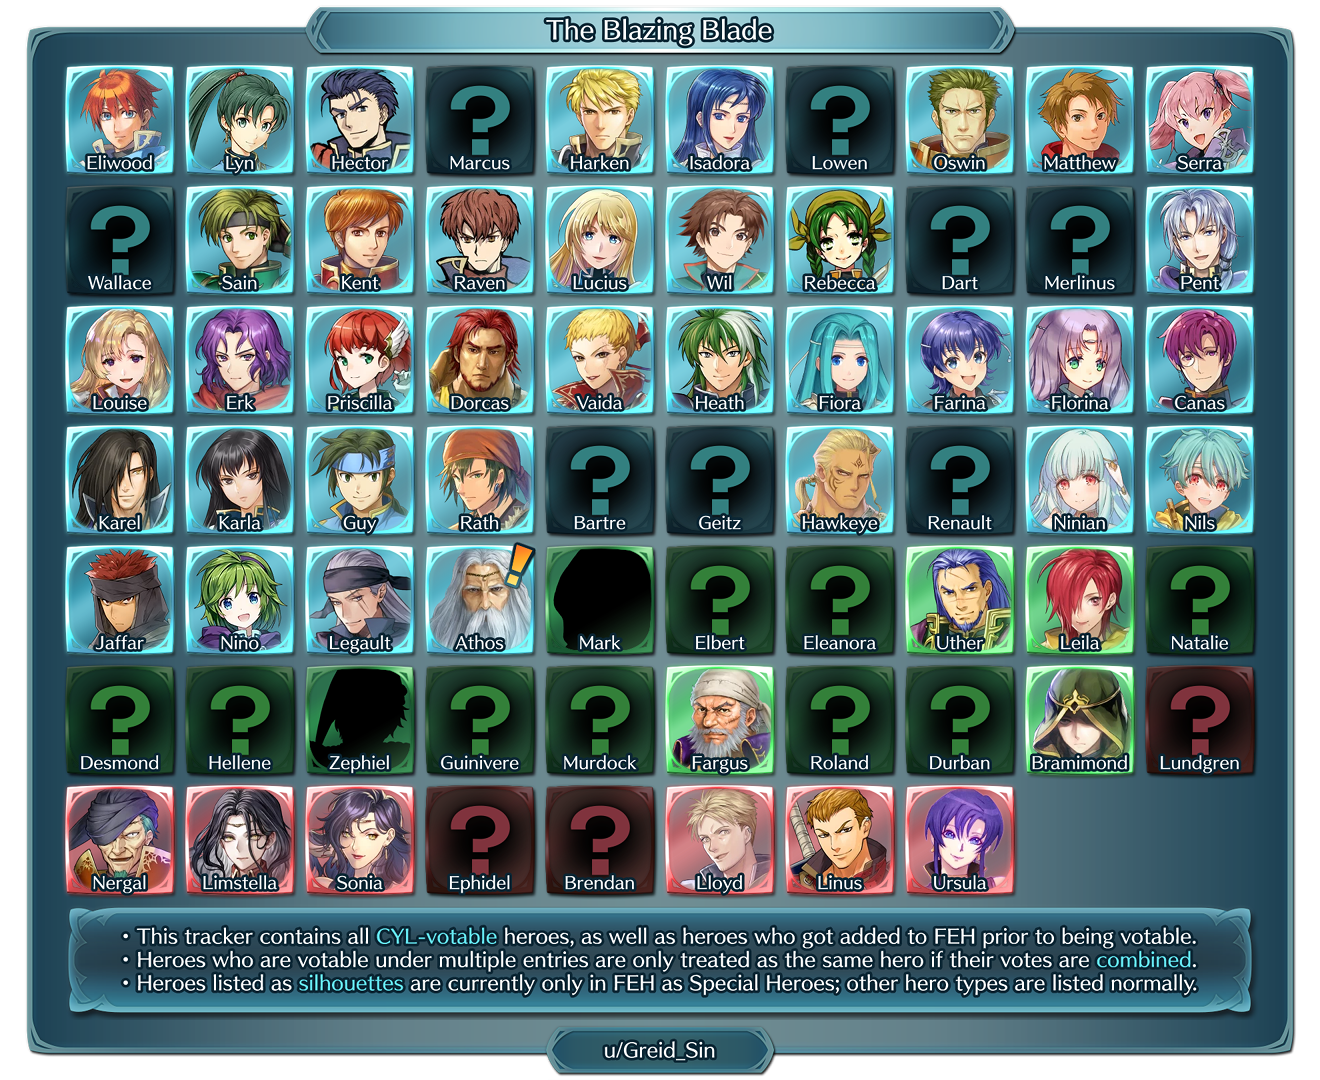 The Blazing Blade
Eliwood Lyn Hector Marcus Harken Isadora Lowen Oswin Matthew Serra
Wallace Sain Kent Raven Lucius Wil Rebecca Dart Merlinus Pent
Louise Erk Priscilla Dorcas Vaida Heath Fiora Farina Florina Canas
Karel Karla Guy Rath Bartre Geitz Hawkeye Renault Ninian Nils
Jaffar Nino Legault Athos Mark Elbert Eleanora Uther Leila Natalie
Desmond Hellene Zephiel Guinivere Murdock Fargus Roland Durban Bramimond Lundgren
Nergal Limstella Sonia Ephidel Brendan Lloyd Linus Ursula
• This tracker contains all CYL-votable heroes, as well as heroes who got added to FEH prior to being votable.
• Heroes who are votable under multiple entries are only treated as the same hero if their votes are combined.
• Heroes listed as silhouettes are currently only in FEH as Special Heroes; other hero types are listed normally.
u/Greid_Sin